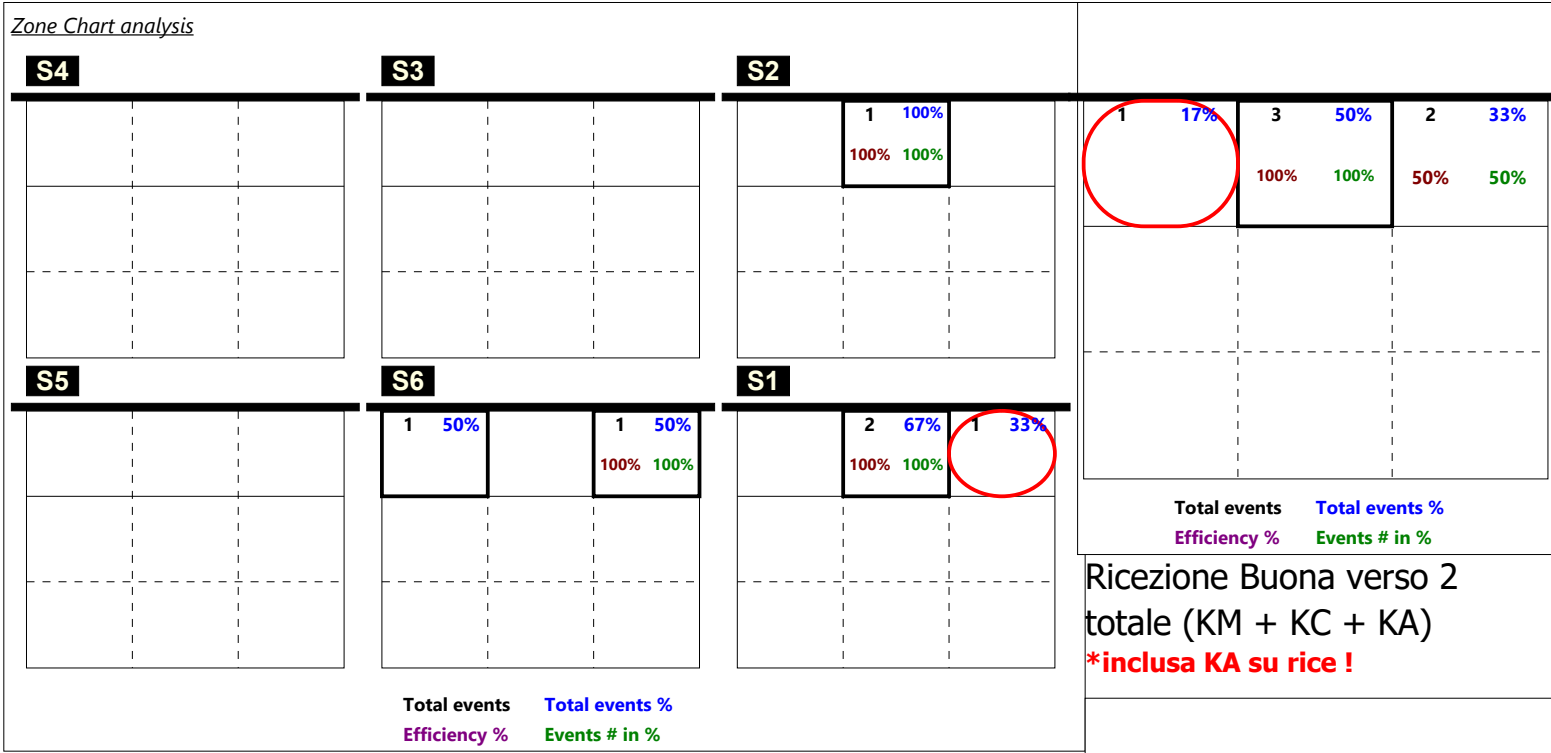 Zone Chart analysis
S4 S3 S2
1 100% 1 17% 3 50% 2 33%
100% 100% 100% 100% 50% 50%
S5 S6 S1
1 50% 1 50% 2 67% 1 33%
100% 100% 100% 100%
Total events Total events %
Efficiency % Events # in %
Ricezione Buona verso 2
totale (KM + KC + KA)
*inclusa KA su rice !
Total events Total events %
Efficiency % Events # in %